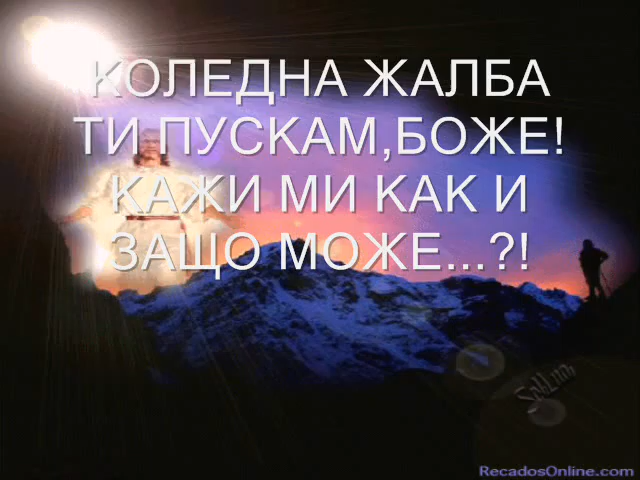 КОЛЕДНА ЖАЛБА
ТИ ПУСКАМ,БОЖЕ!
КАЖИ МИ КАК И
ЗАЩО МОЖЕ...?!
RecadosOnline.com